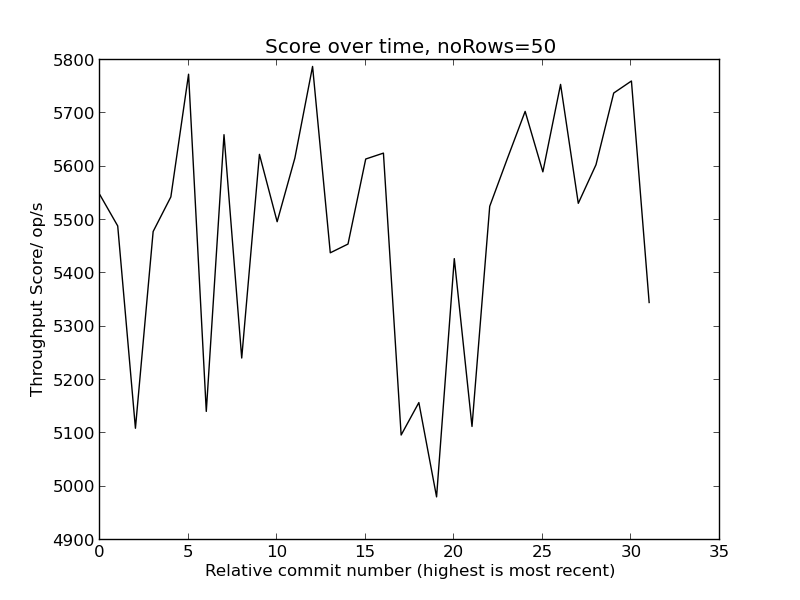 Score over time, noRows=50
Throughput Score/ op/s
5800
5700
5600
5500
5400
5300
5200
5100
5000
4900
0 5 10 15 20 25 30 35
Relative commit number (highest is most recent)